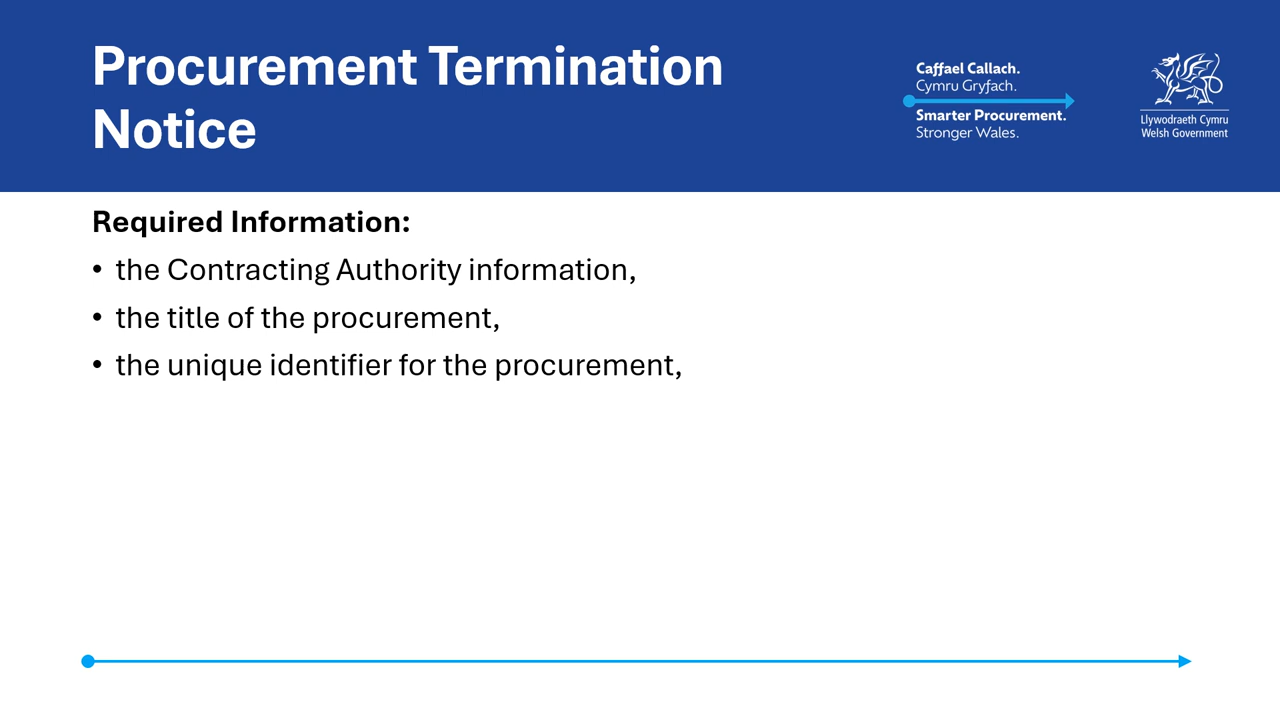 Procurement Termination
Notice
Caffael Callach.
Cymru Gryfach.
Smarter Procurement.
Stronger Wales.
Llywodraeth Cymru
Welsh Government
Required Information:
• the Contracting Authority information,
• the title of the procurement,
• the unique identifier for the procurement,